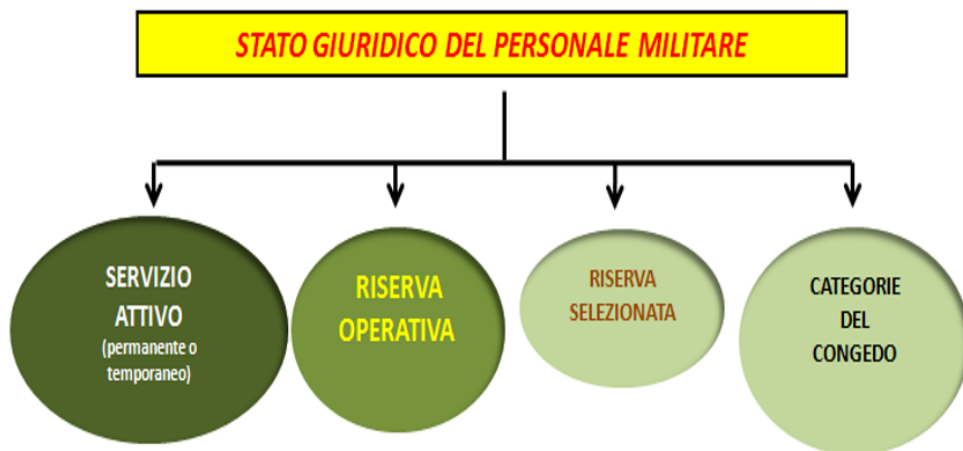 STATO GIURIDICO DEL PERSONALE MILITARE
SERVIZIO
ATTIVO
(permanente o
temporaneo)
RISERVA
OPERATIVA
RISERVA
SELEZIONATA
CATEGORIE
DEL
CONGEDO